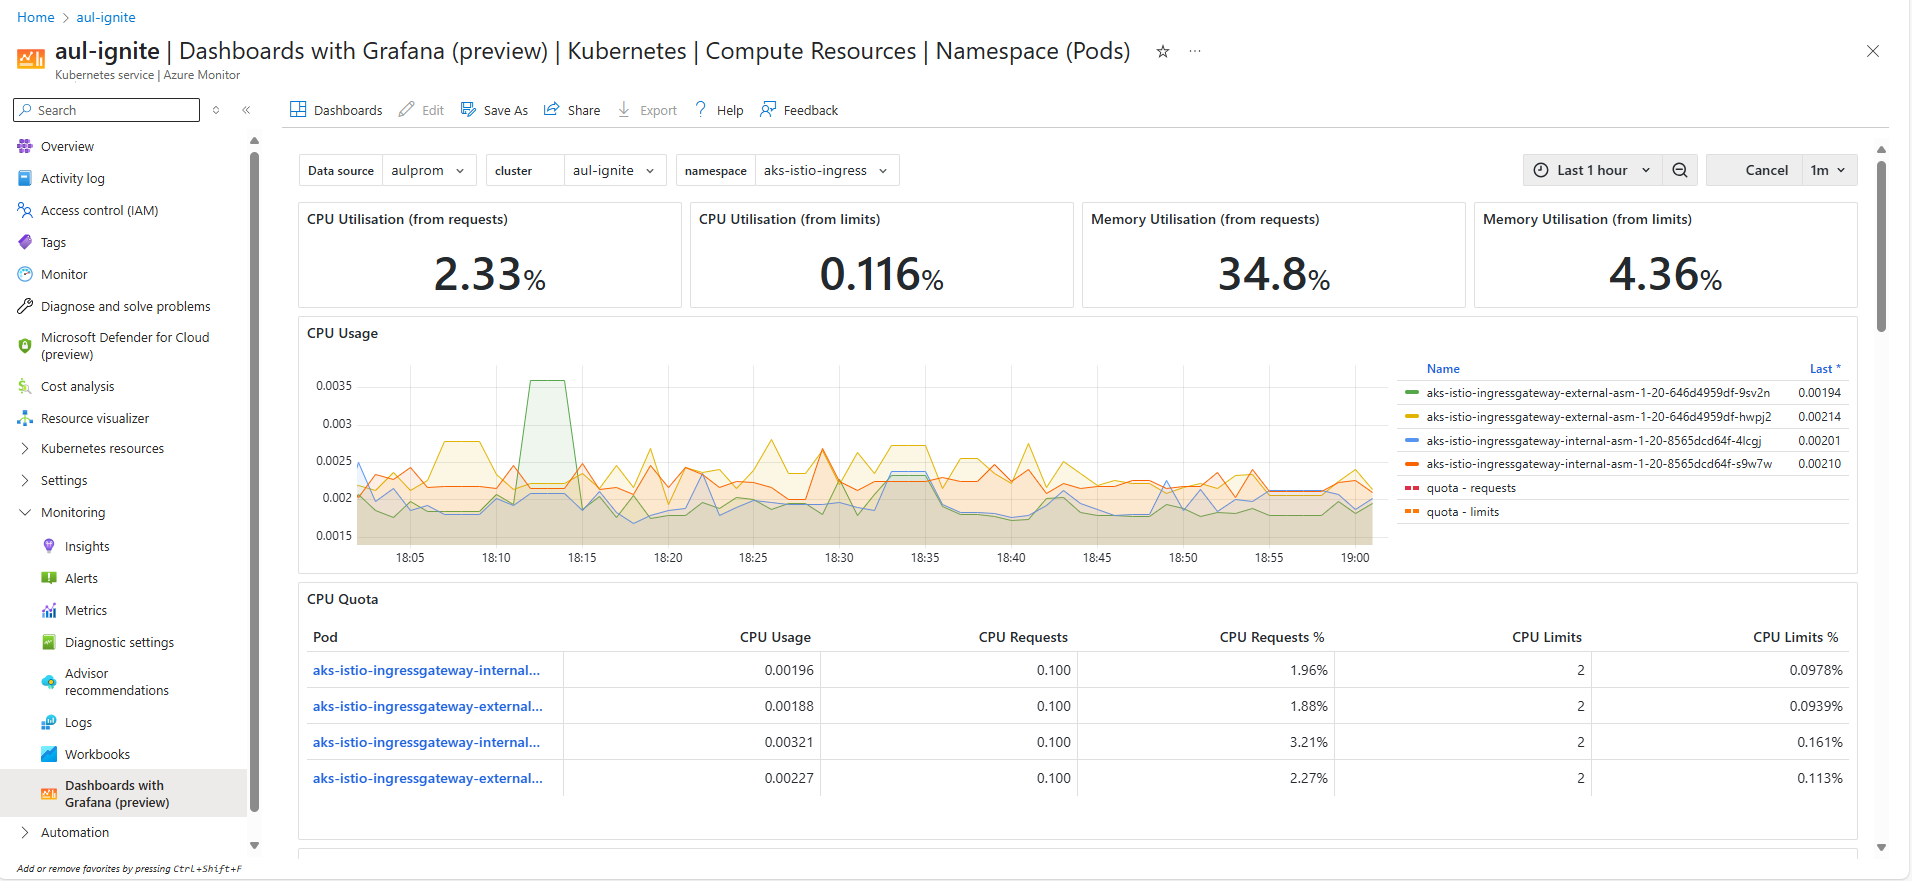 Home > aul-ignite
aul-ignite | Dashboards with Grafana (preview) | Kubernetes | Compute Resources | Namespace (Pods)
Kubernetes service | Azure Monitor
Search
Overview
Activity log
Access control (IAM)
Tags
Monitor
Diagnose and solve problems
Microsoft Defender for Cloud
(preview)
Cost analysis
Resource visualizer
Kubernetes resources
Settings
Monitoring
Insights
Alerts
Metrics
Diagnostic settings
Advisor
recommendations
Logs
Workbooks
Dashboards with
Grafana (preview)
Automation
Add or remove favorites by pressing Ctrl+Shift+F
Dashboards Edit Save As Share Export Help Feedback
Data source aulprom cluster aul-ignite namespace aks-istio-ingress Last 1 hour Cancel 1m
CPU Utilisation (from requests)
2.33%
CPU Utilisation (from limits)
0.116%
Memory Utilisation (from requests)
34.8%
Memory Utilisation (from limits)
4.36%
CPU Usage
0.0035
0.003
0.0025
0.002
0.0015
18:05 18:10 18:15 18:20 18:25 18:30 18:35 18:40 18:45 18:50 18:55 19:00
Name Last *
aks-istio-ingressgateway-external-asm-1-20-646d4959df-9sv2n 0.00194
aks-istio-ingressgateway-external-asm-1-20-646d4959df-hwpj2 0.00214
aks-istio-ingressgateway-internal-asm-1-20-8565dcd64f-4lcgj 0.00201
aks-istio-ingressgateway-internal-asm-1-20-8565dcd64f-s9w7w 0.00210
quota - requests
quota - limits
CPU Quota
Pod CPU Usage CPU Requests CPU Requests % CPU Limits CPU Limits %
aks-istio-ingressgateway-internal... 0.00196 0.100 1.96% 2 0.0978%
aks-istio-ingressgateway-external... 0.00188 0.100 1.88% 2 0.0939%
aks-istio-ingressgateway-internal... 0.00321 0.100 3.21% 2 0.161%
aks-istio-ingressgateway-external... 0.00227 0.100 2.27% 2 0.113%